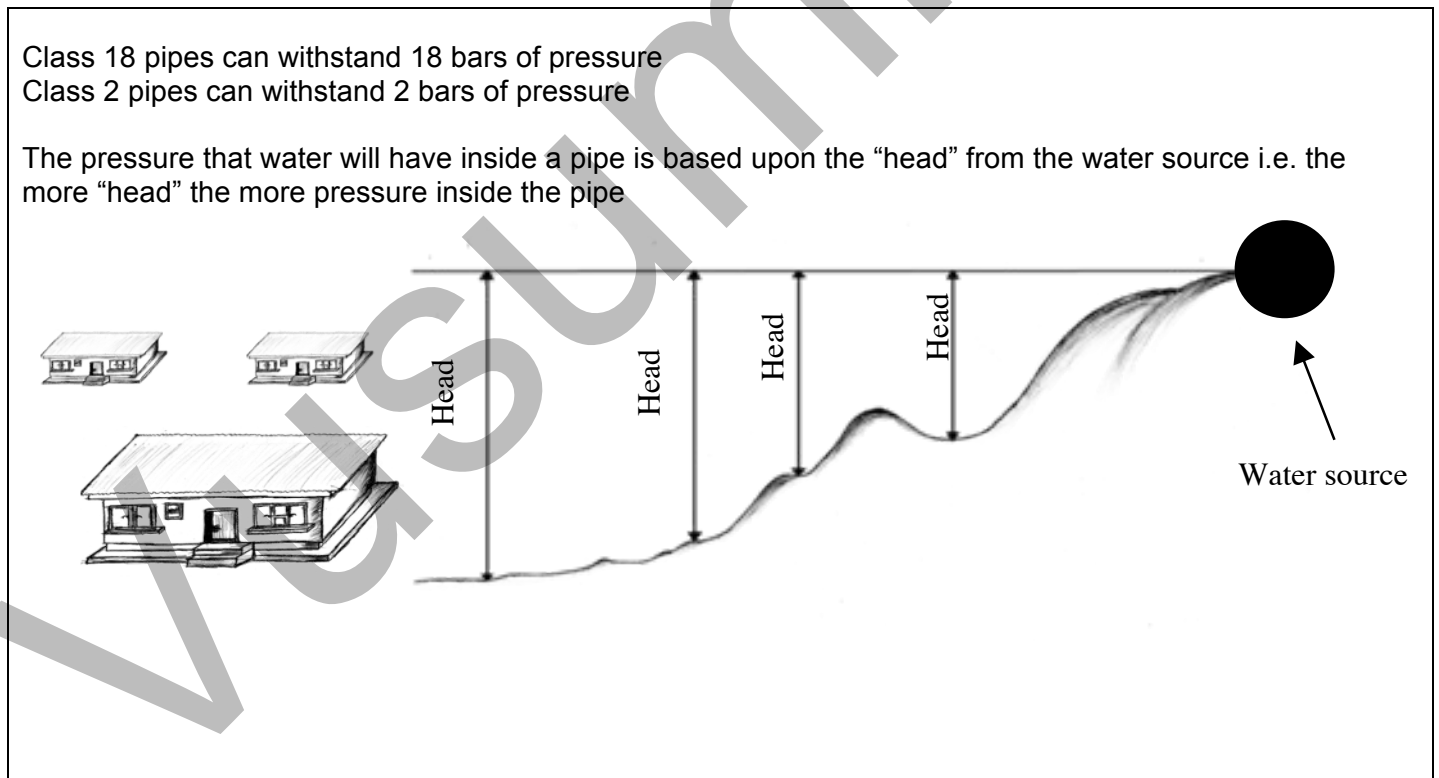 Class 18 pipes can withstand 18 bars of pressure
Class 2 pipes can withstand 2 bars of pressure
The pressure that water will have inside a pipe is based upon the “head” from the water source i.e. the
more “head” the more pressure inside the pipe
Head
Head
Head
Head
Water source
Vusum